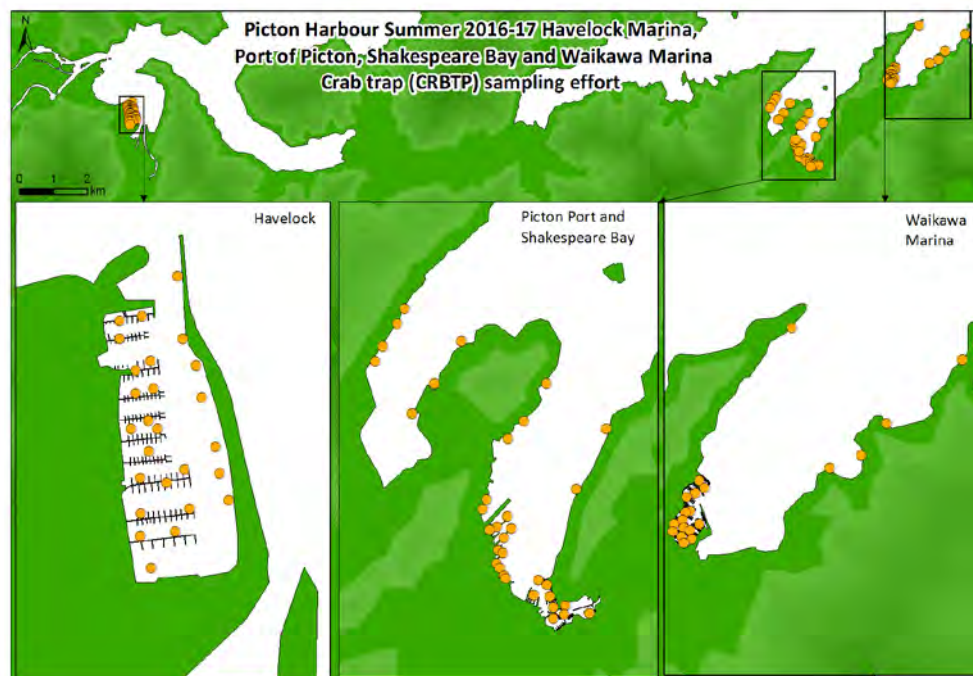 Picton Harbour Summer 2016-17 Havelock Marina,
Port of Picton, Shakespeare Bay and Waikawa Marina
Crab trap (CRBTP) sampling effort
N
0 1 2
km
Havelock
Picton Port and
Shakespeare Bay
Waikawa
Marina